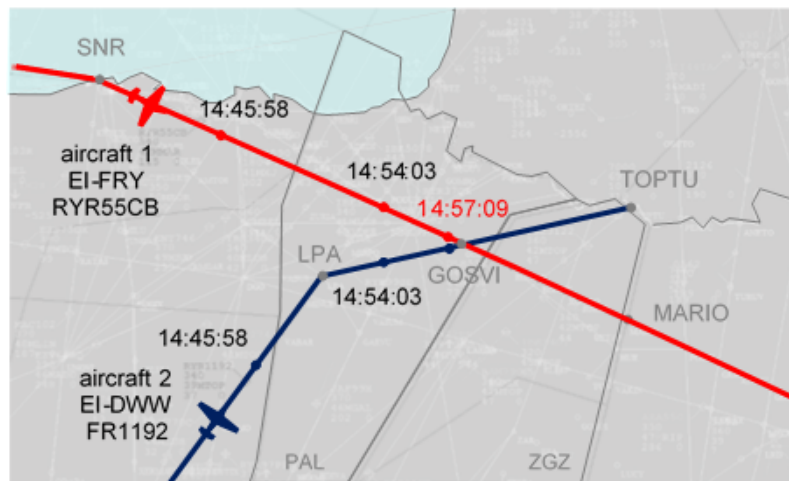 SNR
14:45:58
aircraft 1
EI-FRY
RYR55CB
14:54:03
TOPTU
14:57:09
LPA
GOSVI
14:54:03
MARIO
14:45:58
aircraft 2
EI-DWW
FR1192
PAL
ZGZ